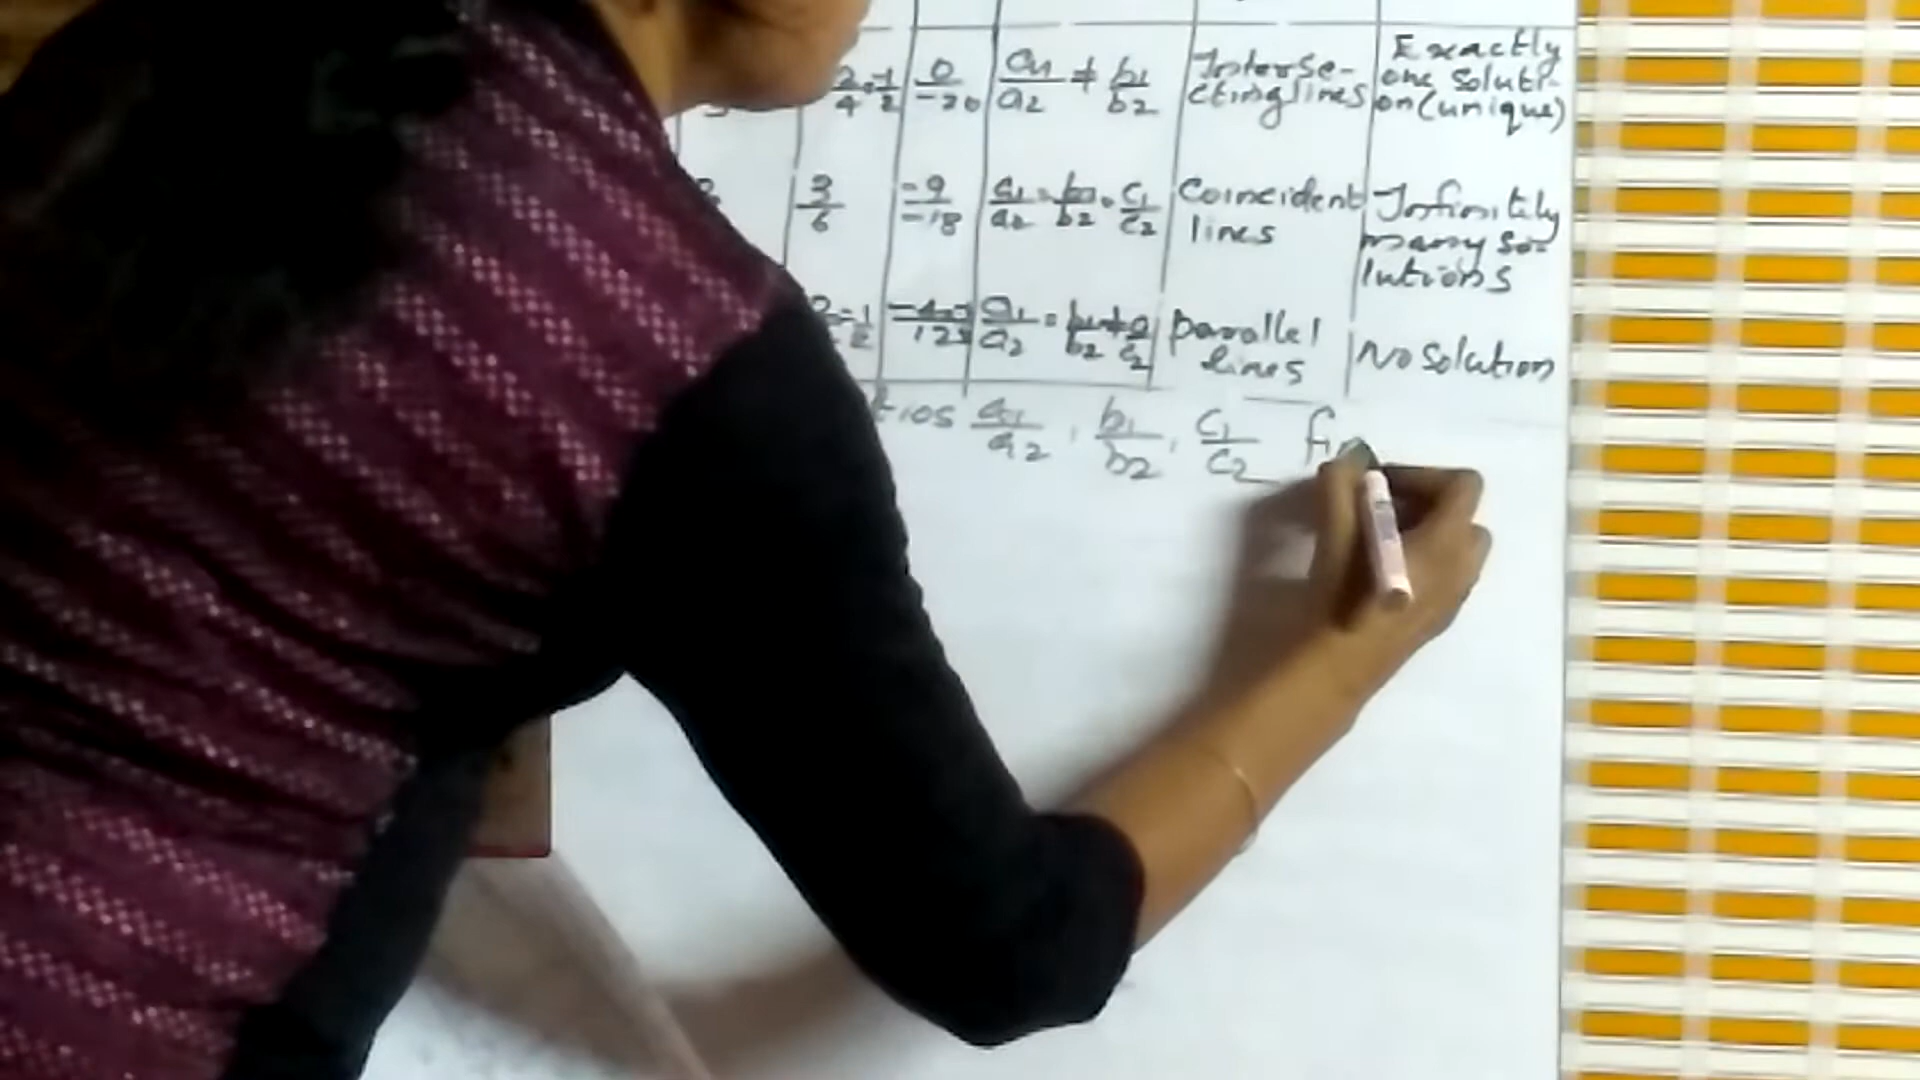 2/4 = 1/2 | 0/-20 | a1/a2 ≠ b1/b2 | Interse-cting lines | Exactly one soluti-on (unique)
3/6 | -9/-18 | a1/a2 = b1/b2 = c1/c2 | Coincident lines | Infinitily many so-lutions
a1/a2 = b1/b2 ≠ c1/c2 | parallel lines | No solution
tios a1/a2, b1/b2, c1/c2